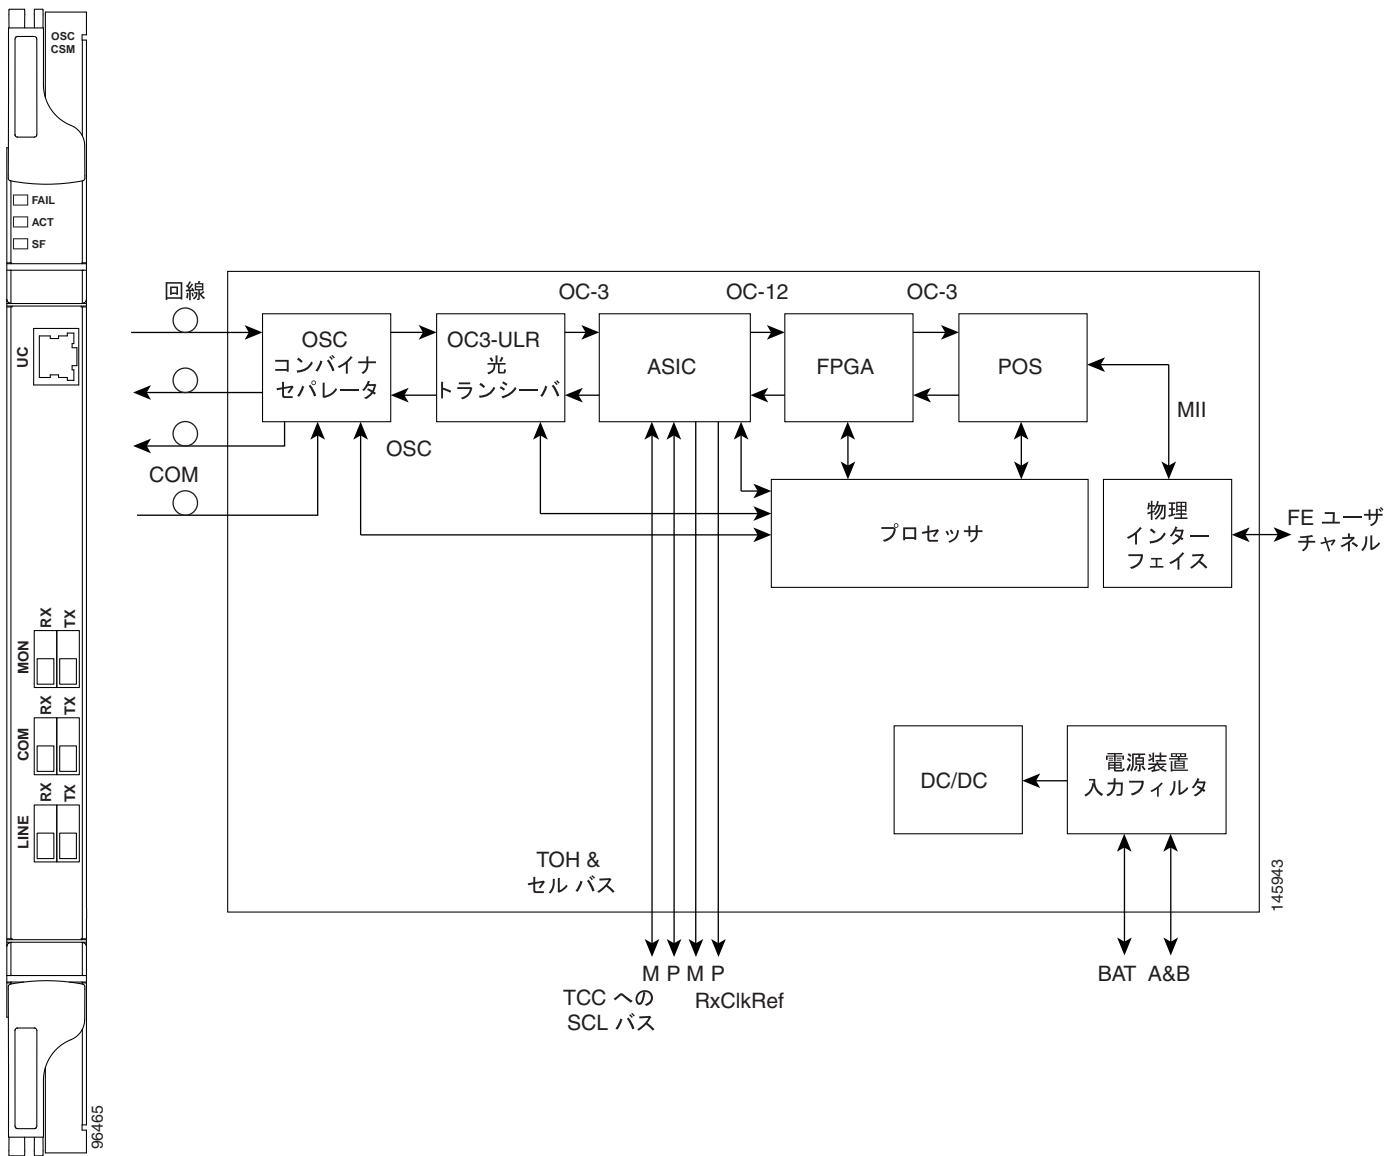 OSC
CSM
FAIL
ACT
SF
UC
RX
TX
MON
RX
TX
COM
RX
TX
LINE
96465
回線
COM
OSC
コンバイナ
セパレータ
OSC
OC3-ULR
光
トランシーバ
OC-3
ASIC
OC-12
FPGA
OC-3
POS
MII
プロセッサ
物理
インター
フェイス
FE ユーザ
チャネル
DC/DC
電源装置
入力フィルタ
TOH &
セル バス
M P M P
TCC への
SCL バス
RxClkRef
BAT A&B
145943